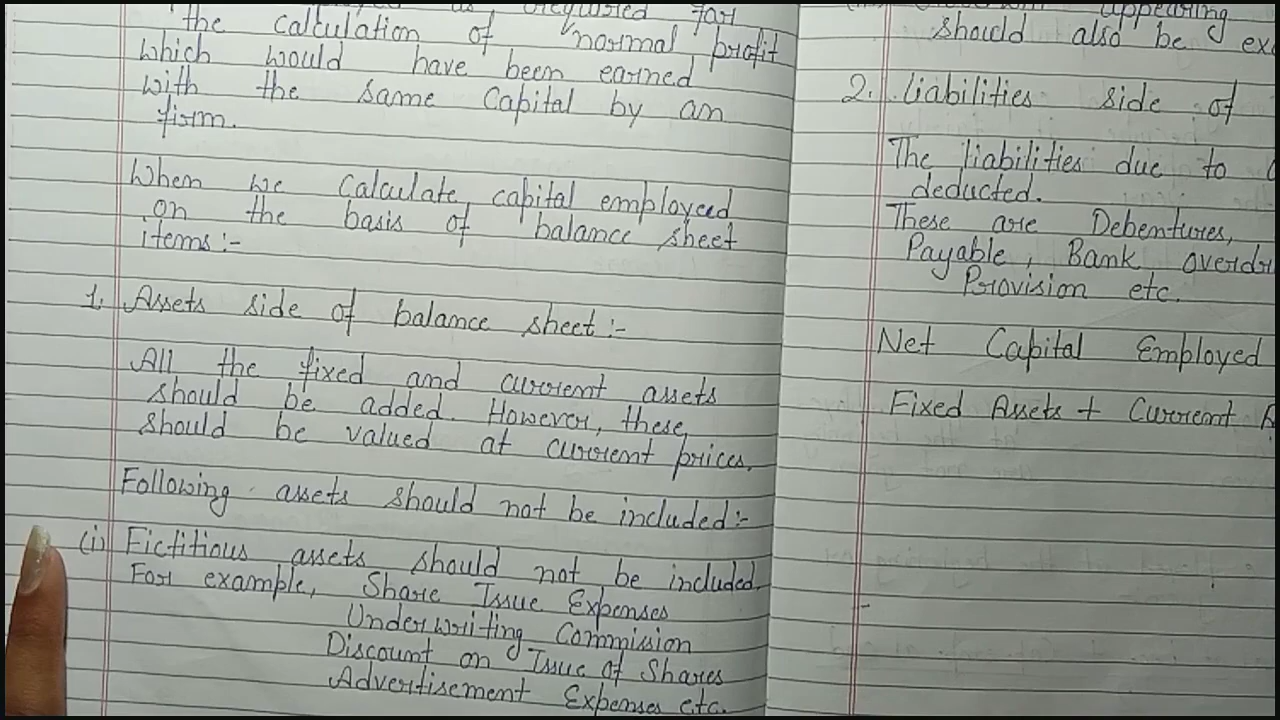 as, required for
the calculation of normal profit
which would have been earned
with the same Capital by an
firm.
When we calculate capital employed
on the basis of balance sheet
items:-
1. Assets side of balance sheet:-
All the fixed and current assets
should be added. However, these
should be valued at current prices.
Following assets should not be included:-
(i) Fictitious assets should not be included.
For example, Share Issue Expenses
Underwriting Commission
Discount on Issue of Shares
Advertisement Expenses etc.
appearing
should also be
2. Liabilities side of
The liabilities due to
deducted.
These are Debentures,
Payable, Bank overdr
Provision etc.
Net Capital Employed
Fixed Assets + Current A